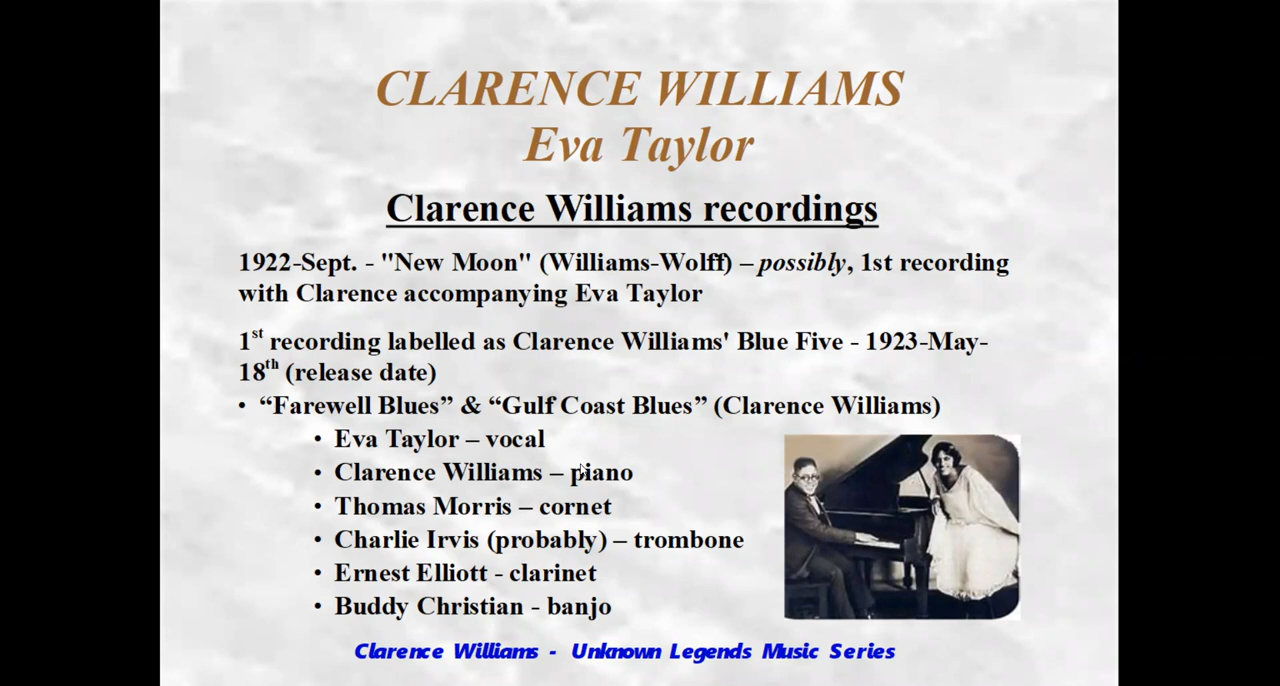 CLARENCE WILLIAMS
Eva Taylor
Clarence Williams recordings
1922-Sept. - "New Moon" (Williams-Wolff) – possibly, 1st recording
with Clarence accompanying Eva Taylor
1st recording labelled as Clarence Williams' Blue Five - 1923-May-
18th (release date)
• “Farewell Blues” & “Gulf Coast Blues” (Clarence Williams)
• Eva Taylor – vocal
• Clarence Williams – piano
• Thomas Morris – cornet
• Charlie Irvis (probably) – trombone
• Ernest Elliott - clarinet
• Buddy Christian - banjo
Clarence Williams - Unknown Legends Music Series